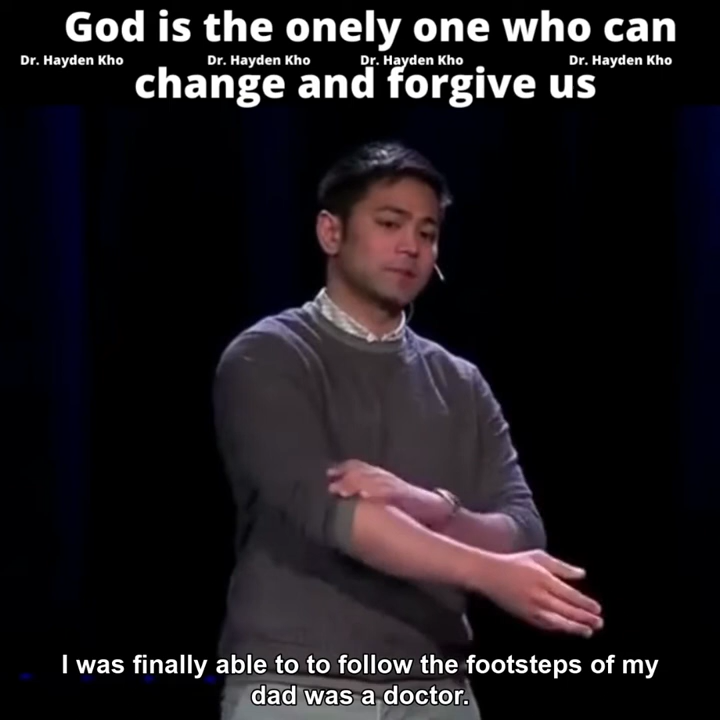 God is the onely one who can
Dr. Hayden Kho Dr. Hayden Kho Dr. Hayden Kho Dr. Hayden Kho
change and forgive us
I was finally able to to follow the footsteps of my
dad was a doctor.